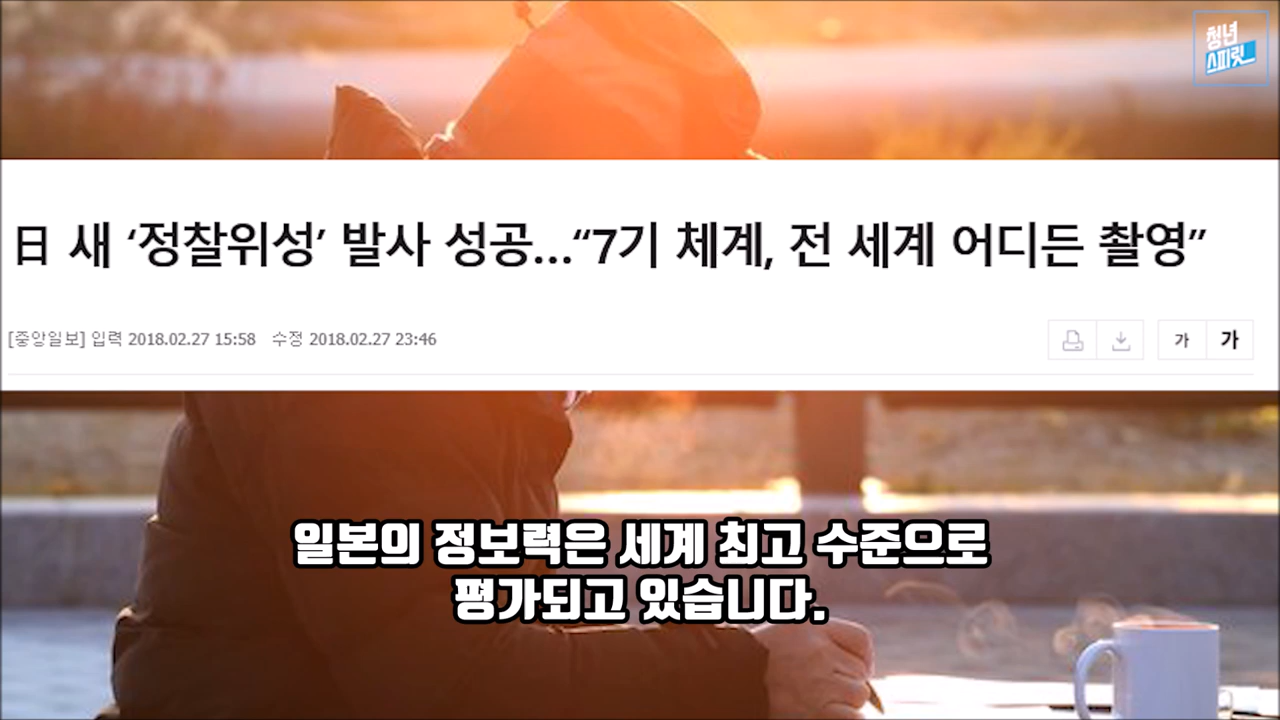 청년
스피릿
日 새 ‘정찰위성’ 발사 성공...“7기 체계, 전 세계 어디든 촬영”
[중앙일보] 입력 2018.02.27 15:58 수정 2018.02.27 23:46
가 가
일본의 정보력은 세계 최고 수준으로
평가되고 있습니다.